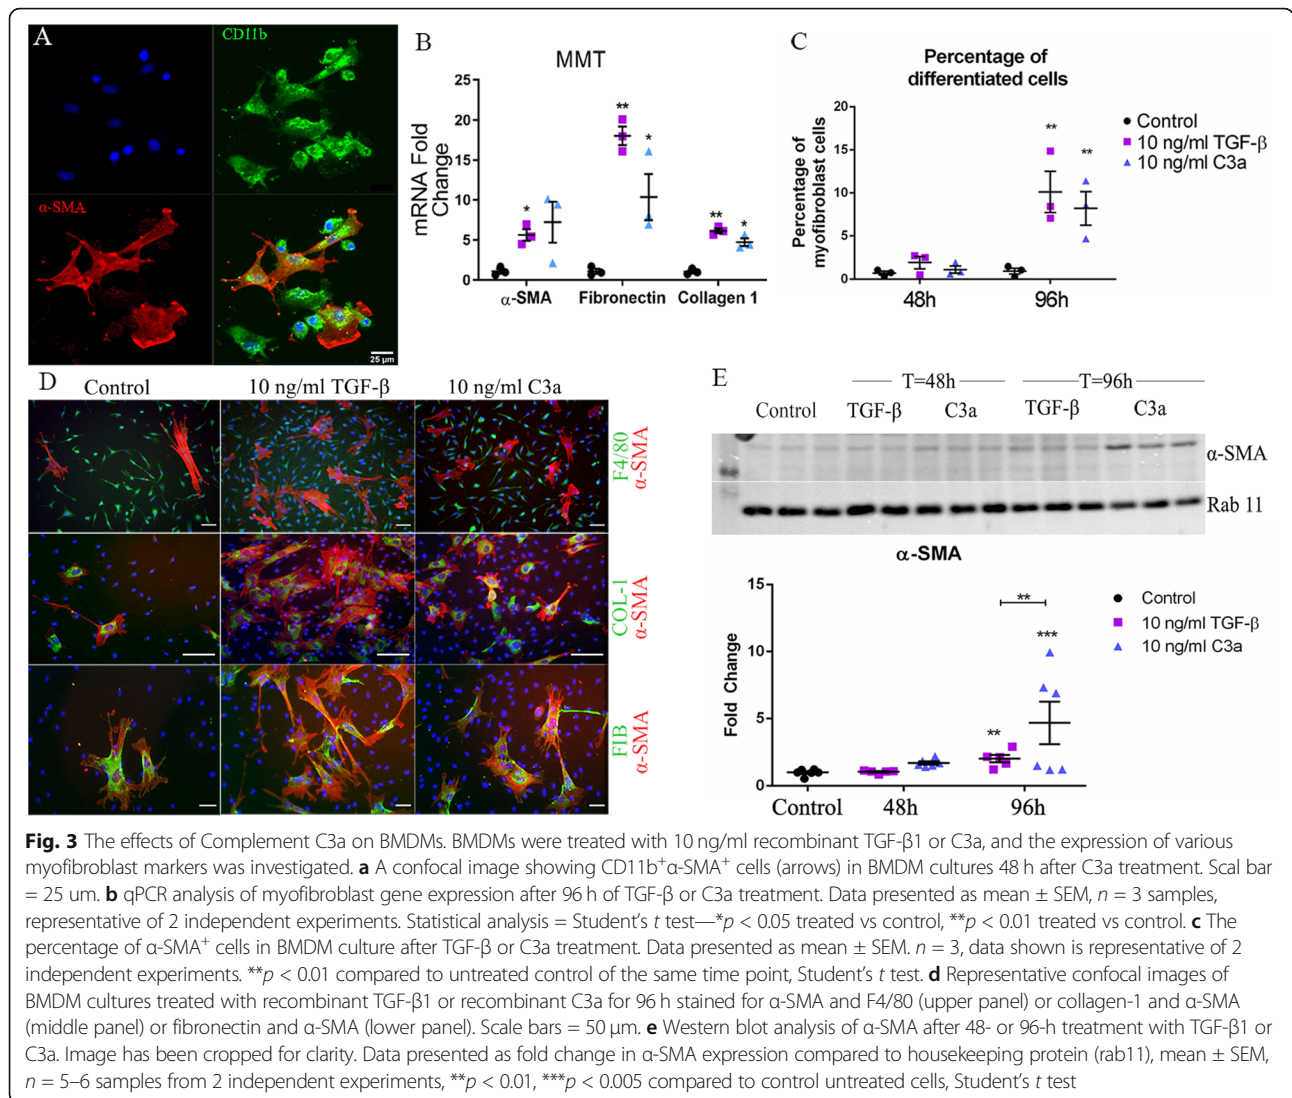 A
CD11b
α-SMA
25 µm
B
MMT
mRNA Fold
Change
25
20
15
10
5
0
*
**
*
**
*
α-SMA
Fibronectin
Collagen 1
C
Percentage of
differentiated cells
Percentage of
myofibroblast cells
20
15
10
5
0
**
**
48h
96h
Control
10 ng/ml TGF-β
10 ng/ml C3a
D
Control
10 ng/ml TGF-β
10 ng/ml C3a
F4/80
α-SMA
COL-1
α-SMA
FIB
α-SMA
E
T=48h
T=96h
Control
TGF-β
C3a
TGF-β
C3a
α-SMA
Rab 11
α-SMA
Fold Change
15
10
5
0
**
**
***
Control
48h
96h
Control
10 ng/ml TGF-β
10 ng/ml C3a
Fig. 3 The effects of Complement C3a on BMDMs. BMDMs were treated with 10 ng/ml recombinant TGF-β1 or C3a, and the expression of various
myofibroblast markers was investigated. a A confocal image showing CD11b⁺α-SMA⁺ cells (arrows) in BMDM cultures 48 h after C3a treatment. Scal bar
= 25 um. b qPCR analysis of myofibroblast gene expression after 96 h of TGF-β or C3a treatment. Data presented as mean ± SEM, n = 3 samples,
representative of 2 independent experiments. Statistical analysis = Student's t test—*p < 0.05 treated vs control, **p < 0.01 treated vs control. c The
percentage of α-SMA⁺ cells in BMDM culture after TGF-β or C3a treatment. Data presented as mean ± SEM. n = 3, data shown is representative of 2
independent experiments. **p < 0.01 compared to untreated control of the same time point, Student's t test. d Representative confocal images of
BMDM cultures treated with recombinant TGF-β1 or recombinant C3a for 96 h stained for α-SMA and F4/80 (upper panel) or collagen-1 and α-SMA
(middle panel) or fibronectin and α-SMA (lower panel). Scale bars = 50 µm. e Western blot analysis of α-SMA after 48- or 96-h treatment with TGF-β1 or
C3a. Image has been cropped for clarity. Data presented as fold change in α-SMA expression compared to housekeeping protein (rab11), mean ± SEM,
n = 5–6 samples from 2 independent experiments, **p < 0.01, ***p < 0.005 compared to control untreated cells, Student's t test